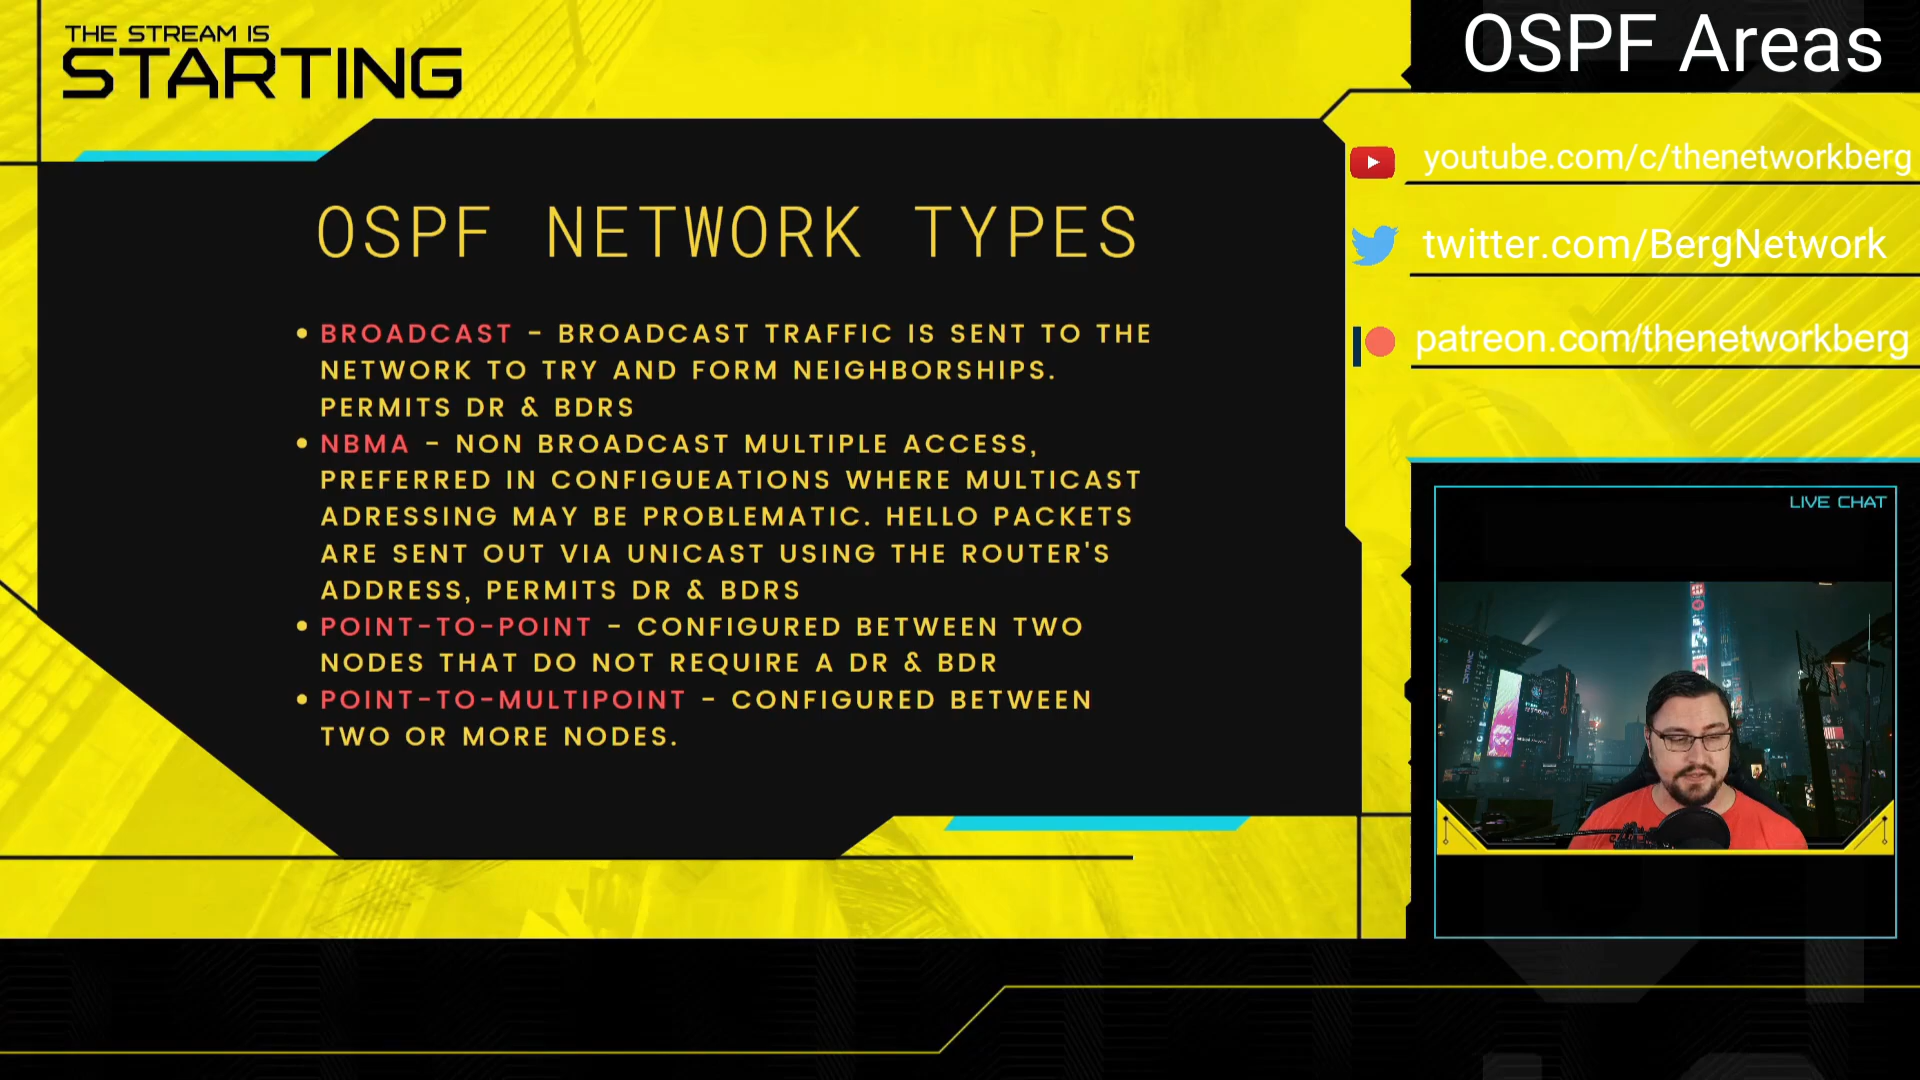 THE STREAM IS
STARTING
OSPF Areas
youtube.com/c/thenetworkberg
twitter.com/BergNetwork
patreon.com/thenetworkberg
OSPF NETWORK TYPES
• BROADCAST - BROADCAST TRAFFIC IS SENT TO THE
NETWORK TO TRY AND FORM NEIGHBORSHIPS.
PERMITS DR & BDRS
• NBMA - NON BROADCAST MULTIPLE ACCESS,
PREFERRED IN CONFIGUEATIONS WHERE MULTICAST
ADRESSING MAY BE PROBLEMATIC. HELLO PACKETS
ARE SENT OUT VIA UNICAST USING THE ROUTER'S
ADDRESS, PERMITS DR & BDRS
• POINT-TO-POINT - CONFIGURED BETWEEN TWO
NODES THAT DO NOT REQUIRE A DR & BDR
• POINT-TO-MULTIPOINT - CONFIGURED BETWEEN
TWO OR MORE NODES.
LIVE CHAT